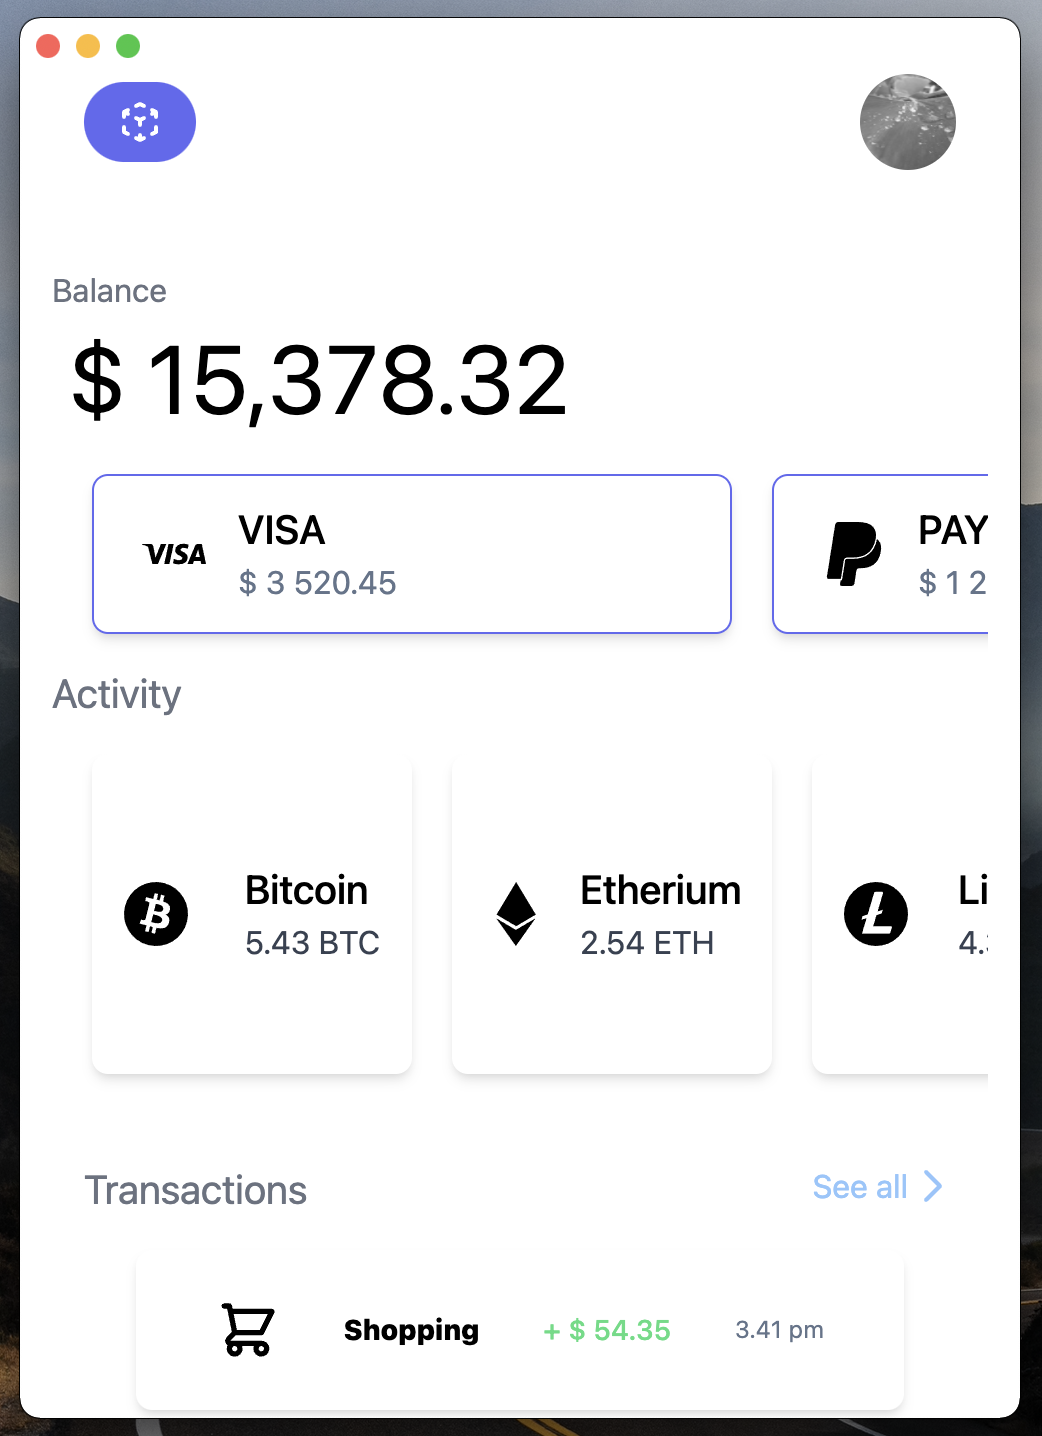 Balance
$ 15,378.32
VISA
VISA
$ 3 520.45
PAY
$ 1 2
Activity
Bitcoin
5.43 BTC
Etherium
2.54 ETH
Li
4.
Transactions
See all
Shopping
+ $ 54.35
3.41 pm